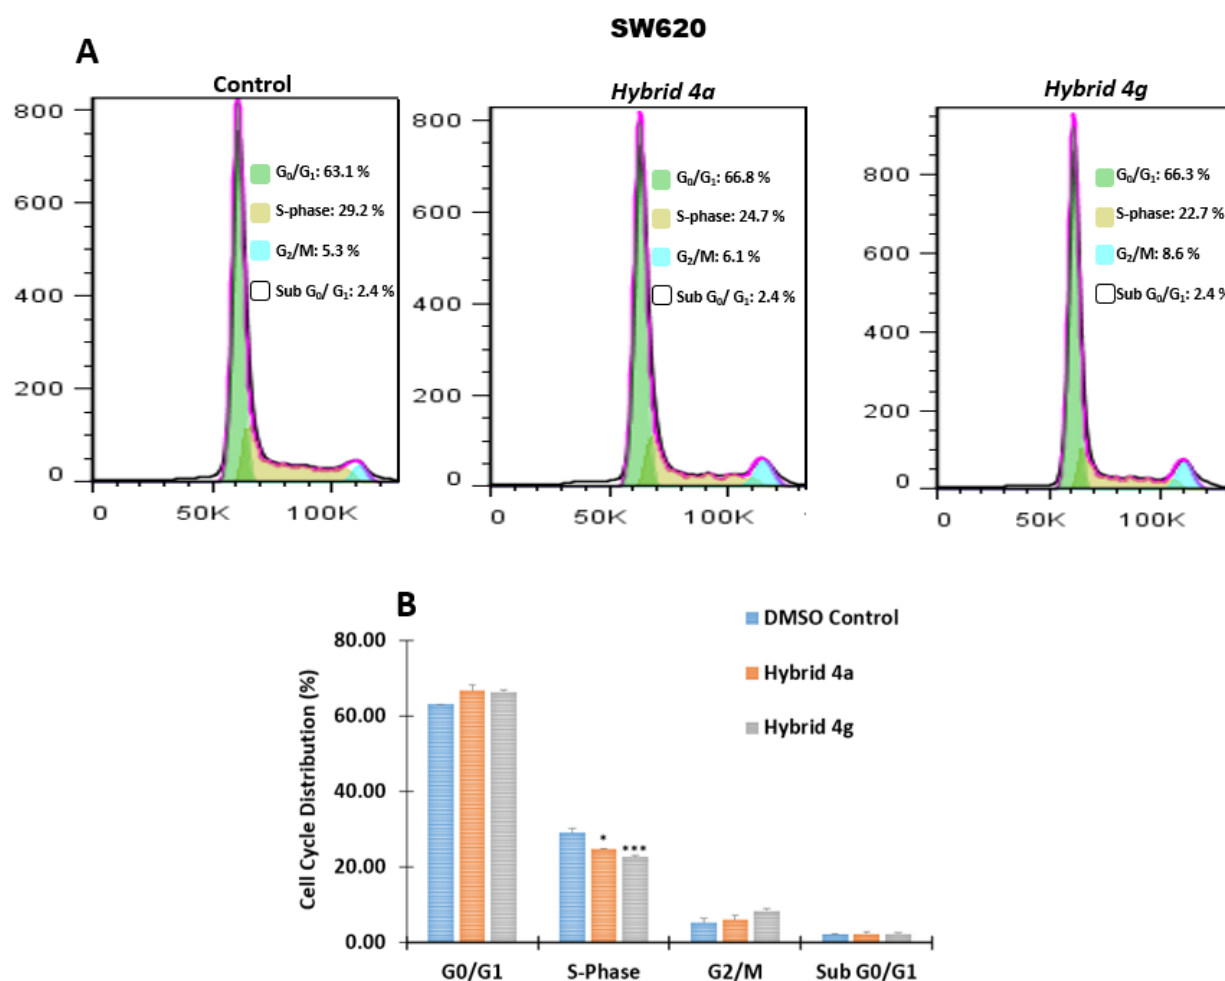 SW620
A
Control
800
600
400
200
0
0
50K
100K
G₀/G₁: 63.1 %
S-phase: 29.2 %
G₂/M: 5.3 %
Sub G₀/ G₁: 2.4 %
Hybrid 4a
800
600
400
200
0
0
50K
100K
G₀/G₁: 66.8 %
S-phase: 24.7 %
G₂/M: 6.1 %
Sub G₀/ G₁: 2.4 %
Hybrid 4g
800
600
400
200
0
0
50K
100K
G₀/G₁: 66.3 %
S-phase: 22.7 %
G₂/M: 8.6 %
Sub G₀/G₁: 2.4 %
B
DMSO Control
Hybrid 4a
Hybrid 4g
Cell Cycle Distribution (%)
80.00
60.00
40.00
20.00
0.00
*
***
G0/G1
S-Phase
G2/M
Sub G0/G1